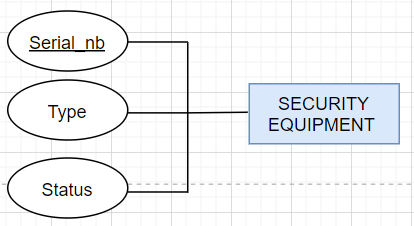 Serial_nb
Type
Status
SECURITY
EQUIPMENT